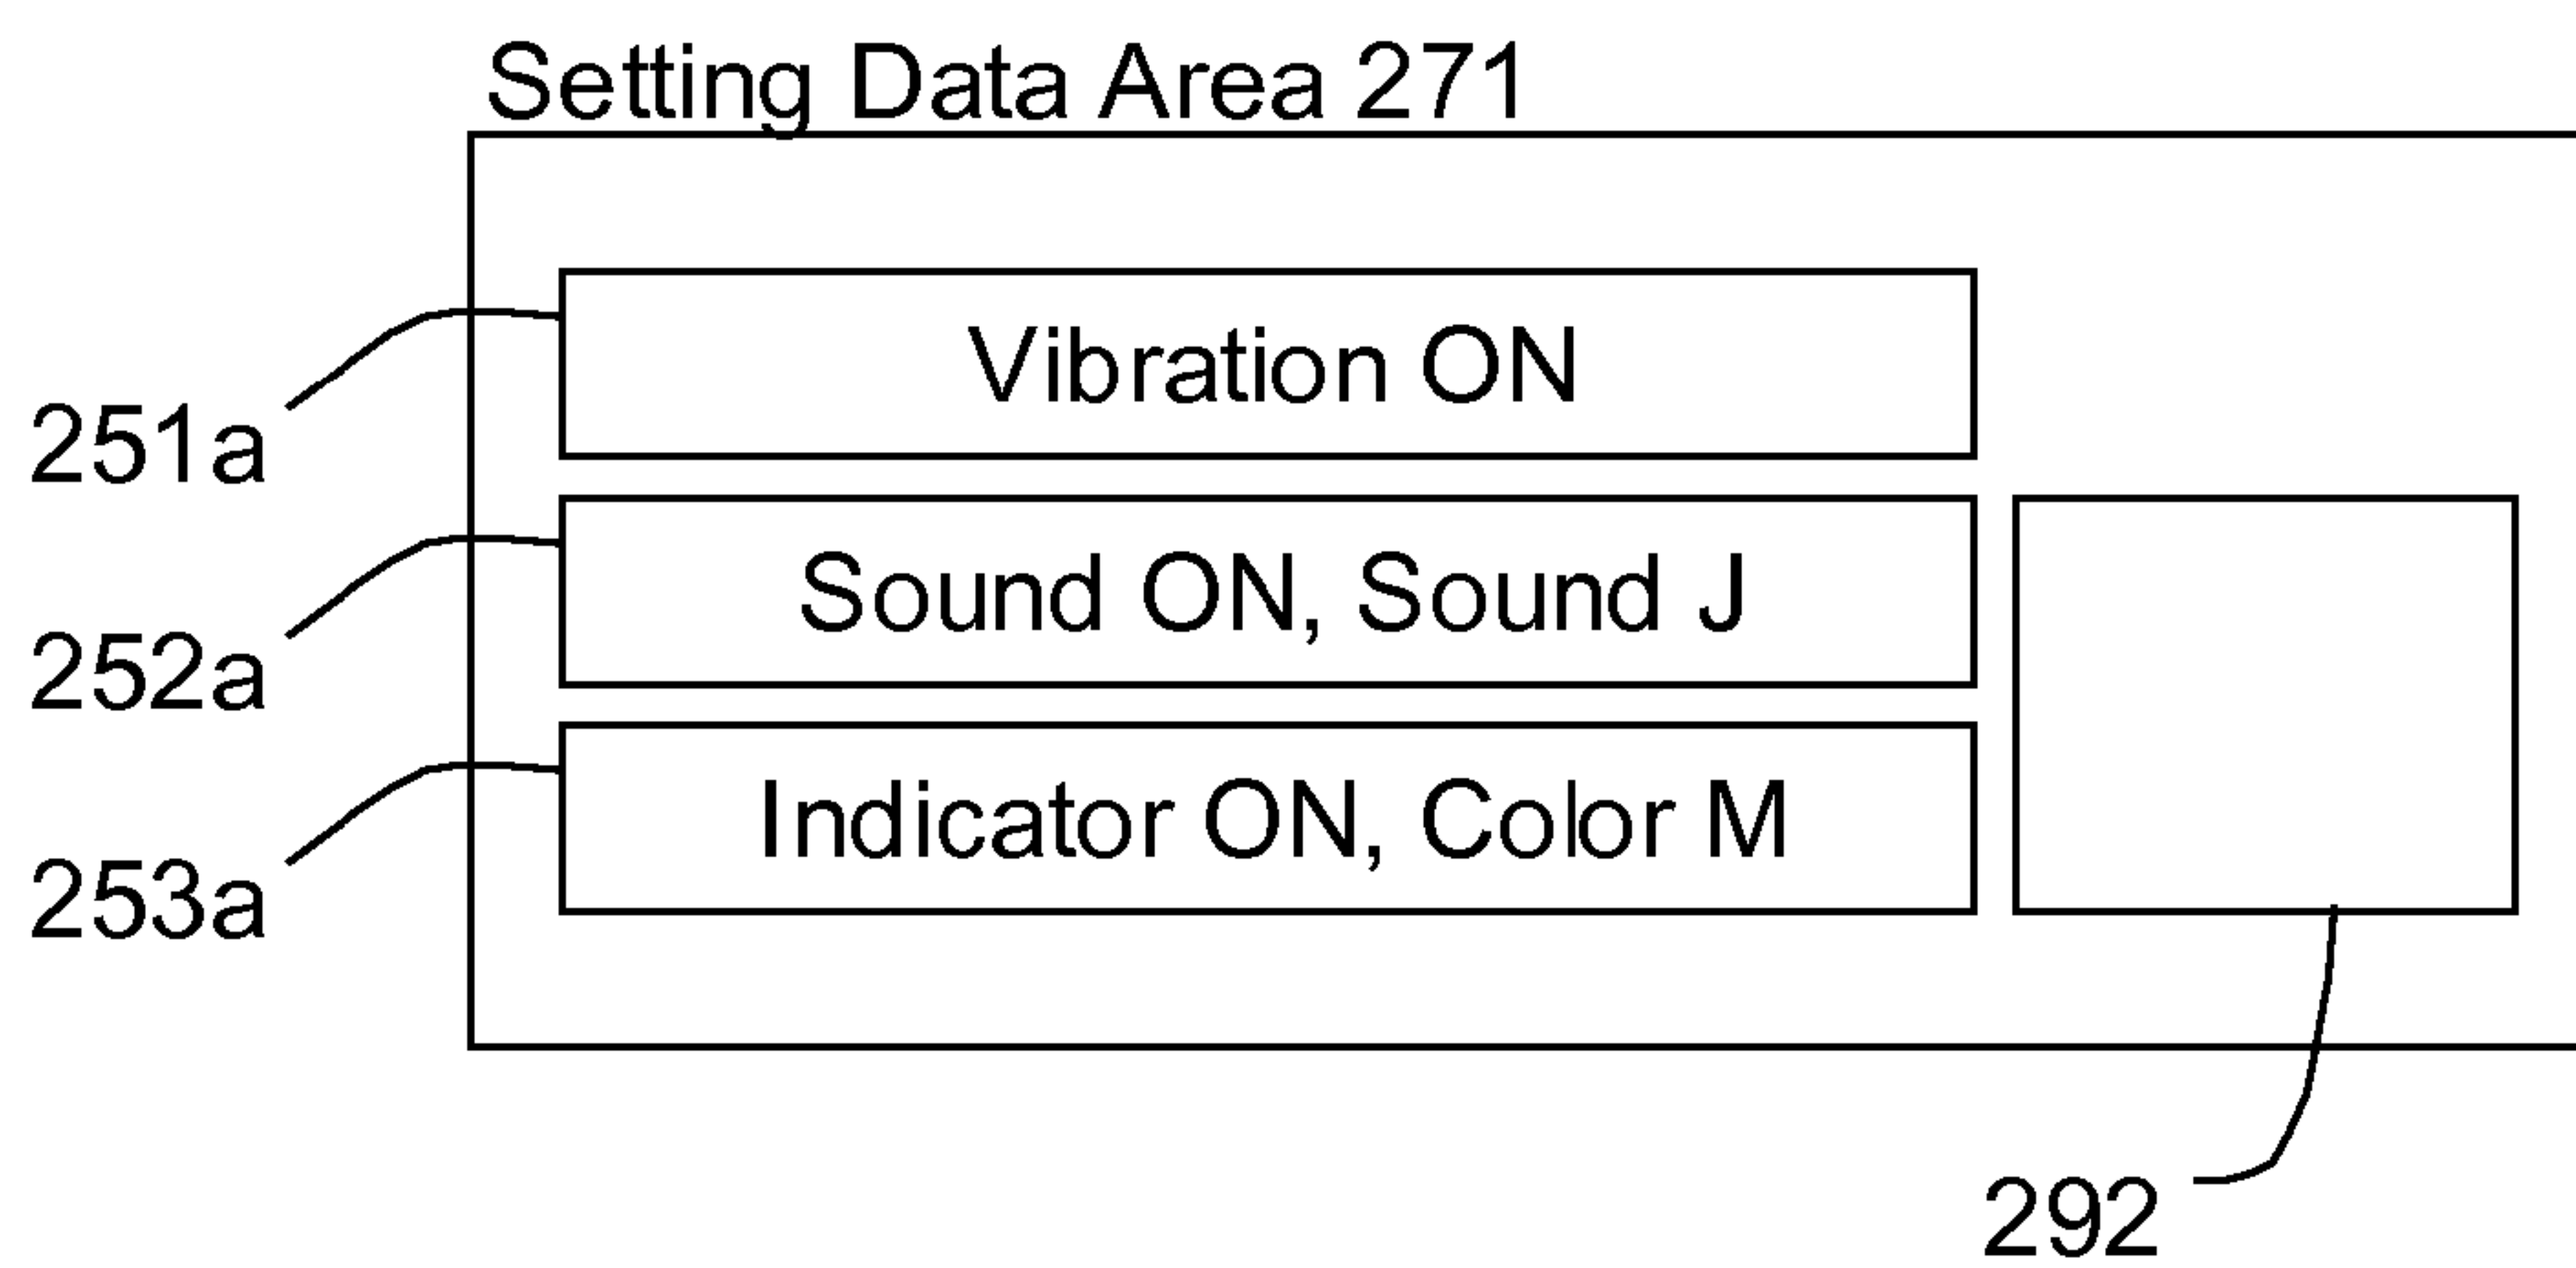 Setting Data Area 271
Vibration ON
251a
Sound ON, Sound J
252a
Indicator ON, Color M
253a
292